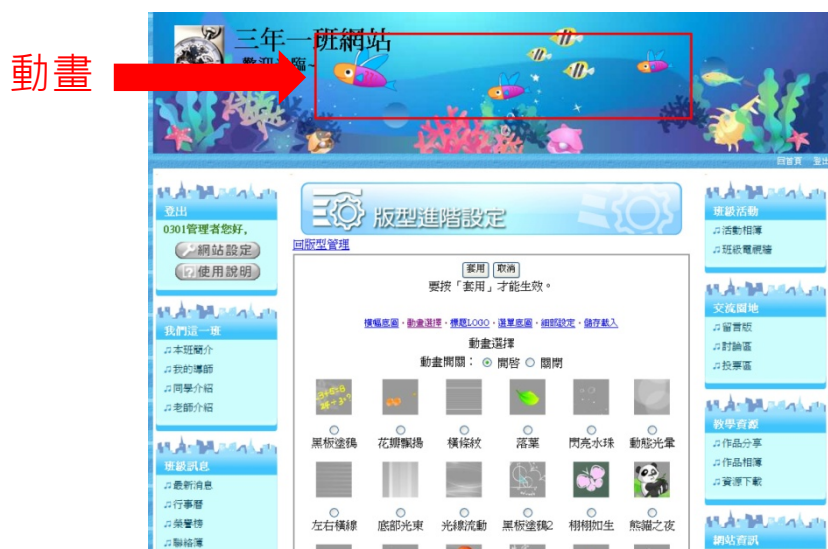 動畫
三年一班網站
歡迎光臨~
回首頁 登出
登出
0301管理者您好,
網站設定
使用說明
我們這一班
本班簡介
我的導師
同學介紹
老師介紹
班級訊息
最新消息
行事曆
榮譽榜
聯絡簿
版型進階設定
回版型管理
套用 取消
要按「套用」才能生效。
橫幅底圖 · 動畫選擇 · 標題LOGO · 選單底圖 · 細部設定 · 儲存載入
動畫選擇
動畫開關： 開啓 關閉
黑板塗鴉 花瓣飄揚 橫條紋 落葉 閃亮水珠 動態光暈
左右橫線 底部光束 光線流動 黑板塗鴉2 栩栩如生 熊貓之夜
班級活動
活動相簿
班級電視牆
交流園地
留言版
討論區
投票區
教學資源
作品分享
作品相簿
資源下載
網站資訊